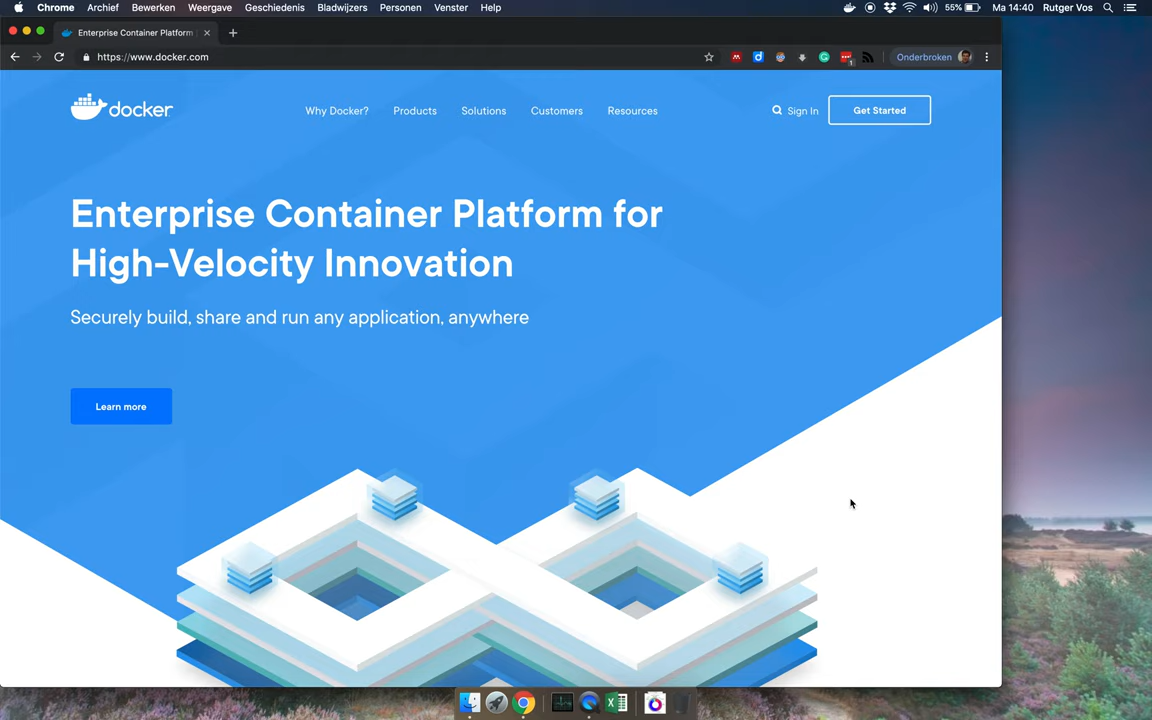 Chrome Archief Bewerken Weergave Geschiedenis Bladwijzers Personen Venster Help 55% Ma 14:40 Rutger Vos
Enterprise Container Platform
https://www.docker.com 1 Onderbroken
docker Why Docker? Products Solutions Customers Resources Sign In Get Started
Enterprise Container Platform for
High-Velocity Innovation
Securely build, share and run any application, anywhere
Learn more